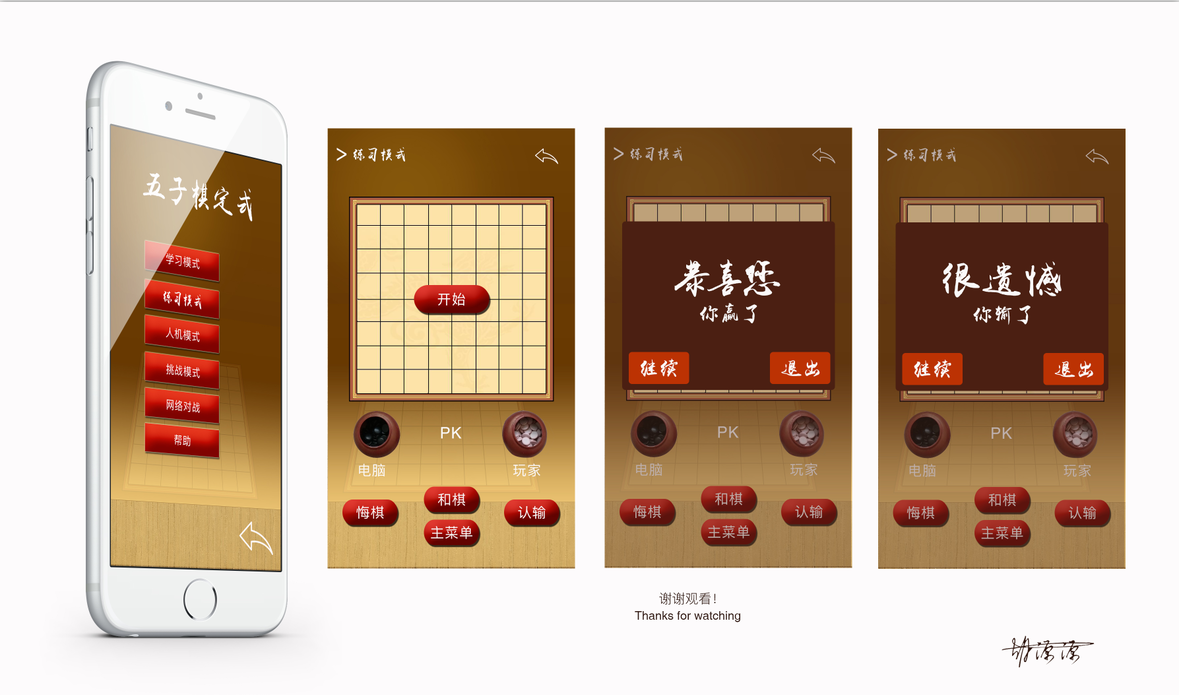 五子棋定式
学习模式
练习模式
人机模式
挑战模式
网络对战
帮助
> 练习模式
开始
PK
电脑 玩家
悔棋 和棋 认输
主菜单
> 练习模式
恭喜您
你赢了
继续 退出
PK
电脑 玩家
悔棋 和棋 认输
主菜单
> 练习模式
很遗憾
你输了
继续 退出
PK
电脑 玩家
悔棋 和棋 认输
主菜单
谢谢观看！
Thanks for watching